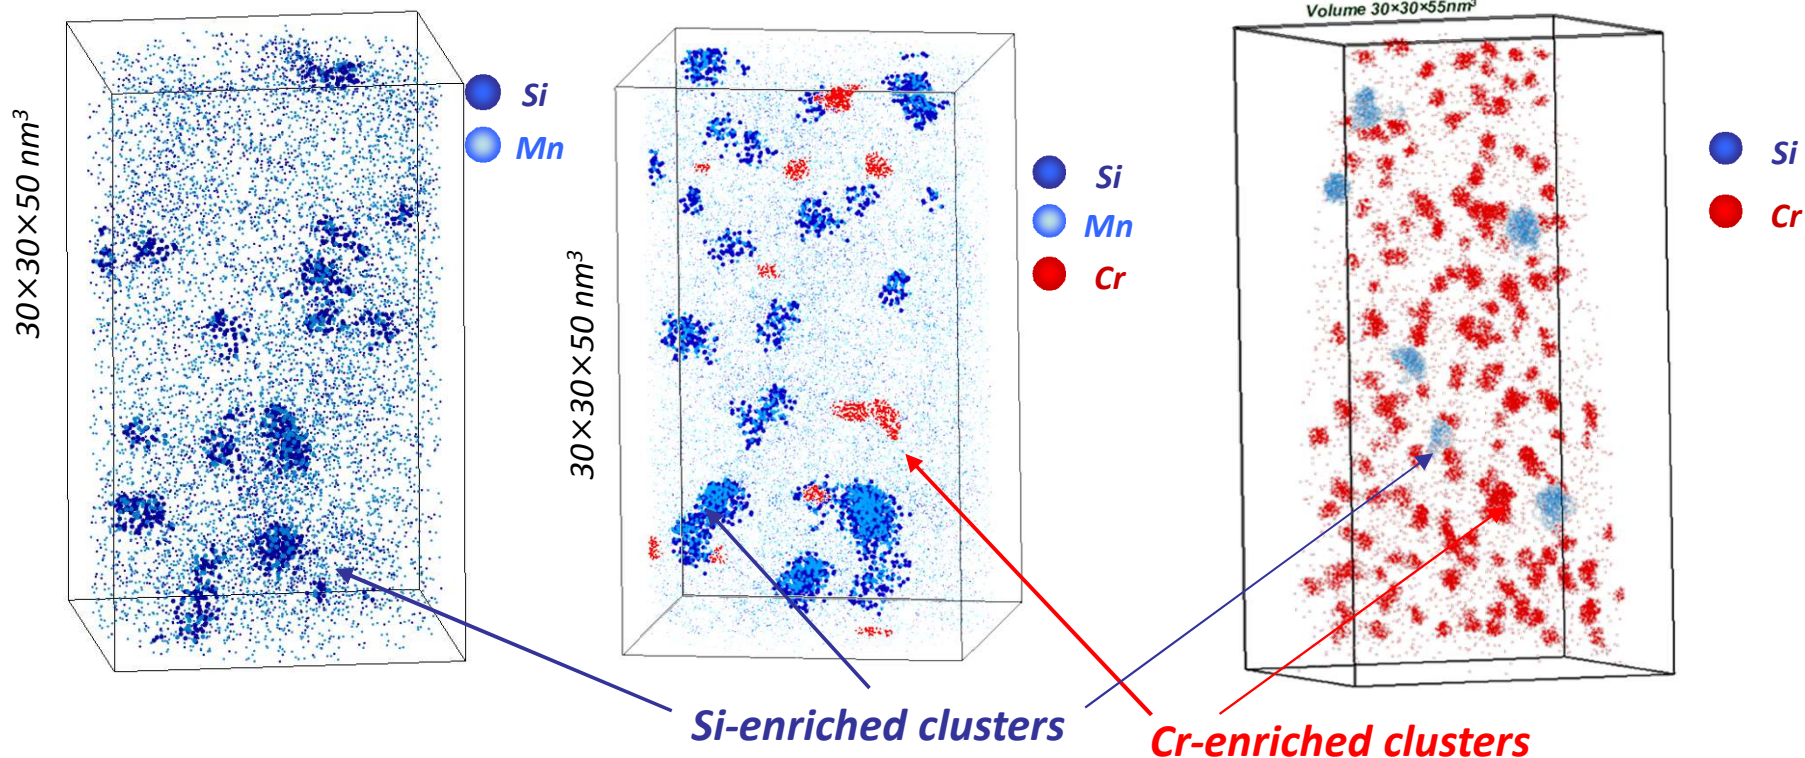 Volume 30×30×55nm³
30×30×50 nm³
Si
Mn
30×30×50 nm³
Si
Mn
Cr
Si
Cr
Si-enriched clusters
Cr-enriched clusters